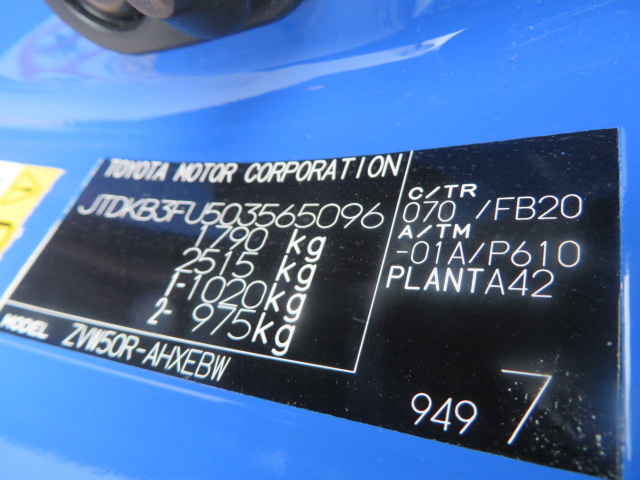 TOYOTA MOTOR CORPORATION
JTDKB3FU503565096
1790 kg
2515 kg
1-1020kg
2- 975kg
MODEL ZVW50R-AHXEBW
C/TR
070 /FB20
A/TM
-01A/P610
PLANTA42
949 7